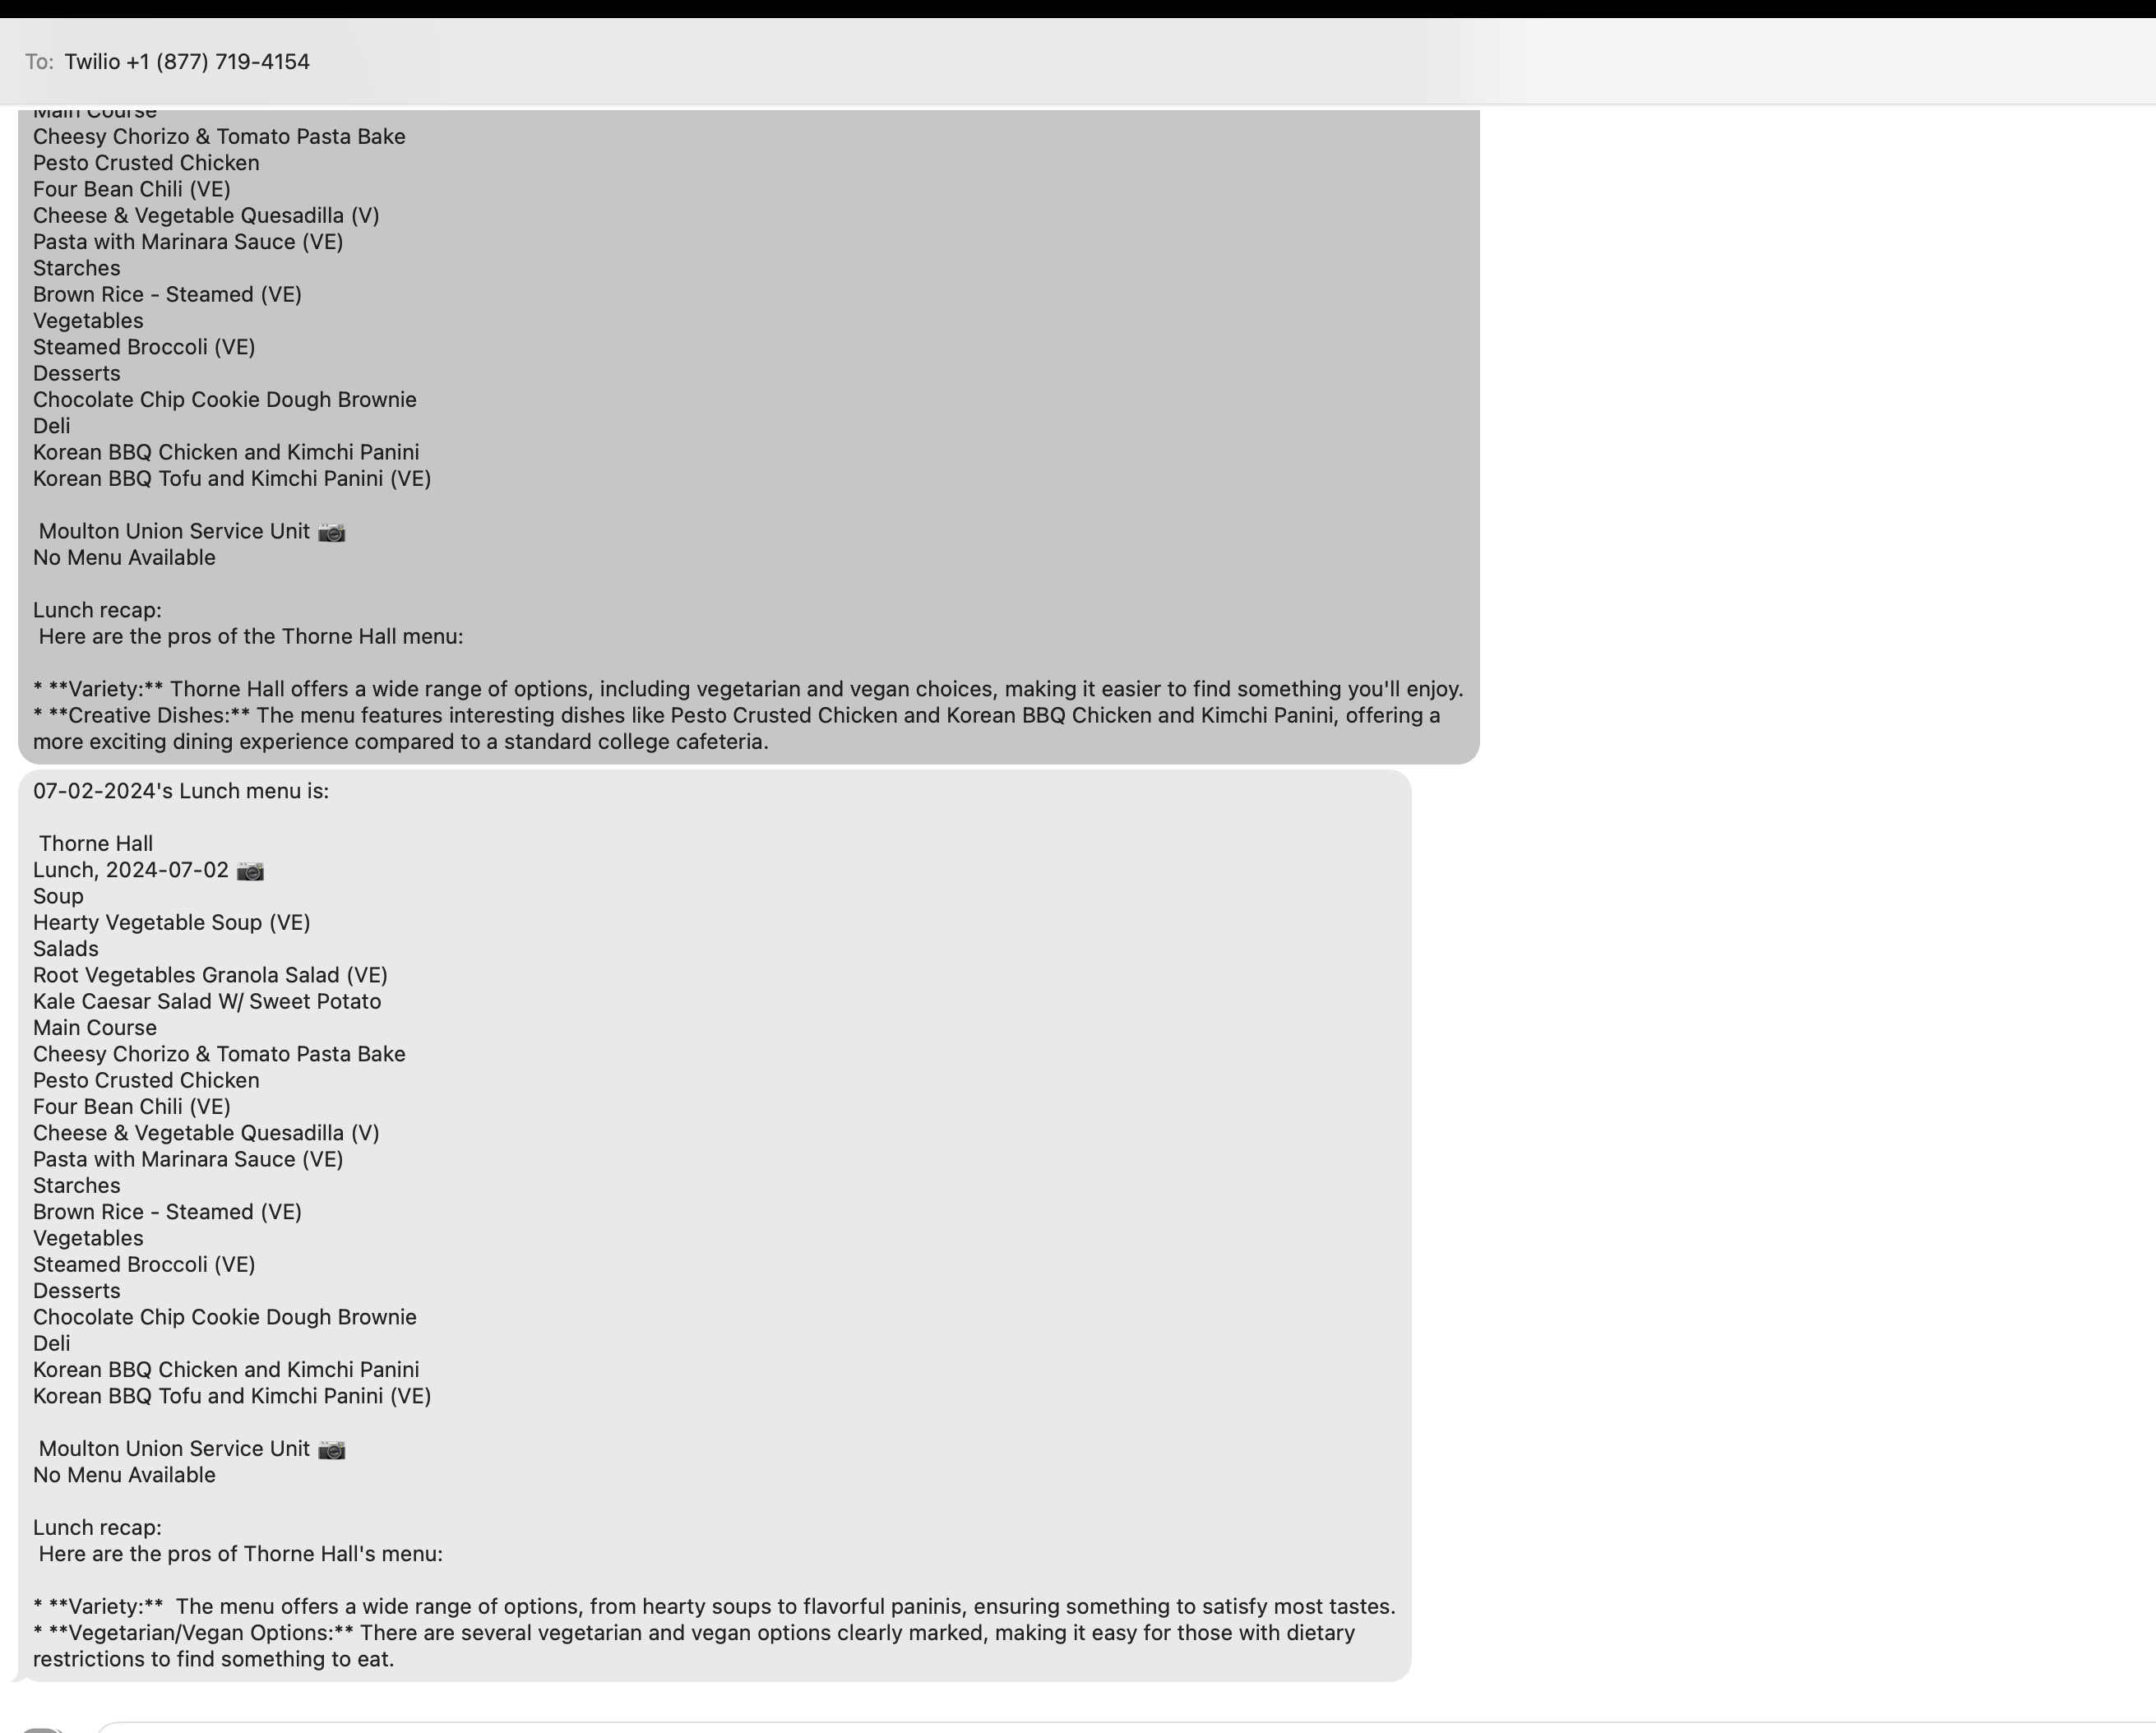 To: Twilio +1 (877) 719-4154
Main Course
Cheesy Chorizo & Tomato Pasta Bake
Pesto Crusted Chicken
Four Bean Chili (VE)
Cheese & Vegetable Quesadilla (V)
Pasta with Marinara Sauce (VE)
Starches
Brown Rice - Steamed (VE)
Vegetables
Steamed Broccoli (VE)
Desserts
Chocolate Chip Cookie Dough Brownie
Deli
Korean BBQ Chicken and Kimchi Panini
Korean BBQ Tofu and Kimchi Panini (VE)
Moulton Union Service Unit 📷
No Menu Available
Lunch recap:
Here are the pros of the Thorne Hall menu:
* **Variety:** Thorne Hall offers a wide range of options, including vegetarian and vegan choices, making it easier to find something you'll enjoy.
* **Creative Dishes:** The menu features interesting dishes like Pesto Crusted Chicken and Korean BBQ Chicken and Kimchi Panini, offering a
more exciting dining experience compared to a standard college cafeteria.
07-02-2024's Lunch menu is:
Thorne Hall
Lunch, 2024-07-02 📷
Soup
Hearty Vegetable Soup (VE)
Salads
Root Vegetables Granola Salad (VE)
Kale Caesar Salad W/ Sweet Potato
Main Course
Cheesy Chorizo & Tomato Pasta Bake
Pesto Crusted Chicken
Four Bean Chili (VE)
Cheese & Vegetable Quesadilla (V)
Pasta with Marinara Sauce (VE)
Starches
Brown Rice - Steamed (VE)
Vegetables
Steamed Broccoli (VE)
Desserts
Chocolate Chip Cookie Dough Brownie
Deli
Korean BBQ Chicken and Kimchi Panini
Korean BBQ Tofu and Kimchi Panini (VE)
Moulton Union Service Unit 📷
No Menu Available
Lunch recap:
Here are the pros of Thorne Hall's menu:
* **Variety:**  The menu offers a wide range of options, from hearty soups to flavorful paninis, ensuring something to satisfy most tastes.
* **Vegetarian/Vegan Options:** There are several vegetarian and vegan options clearly marked, making it easy for those with dietary
restrictions to find something to eat.